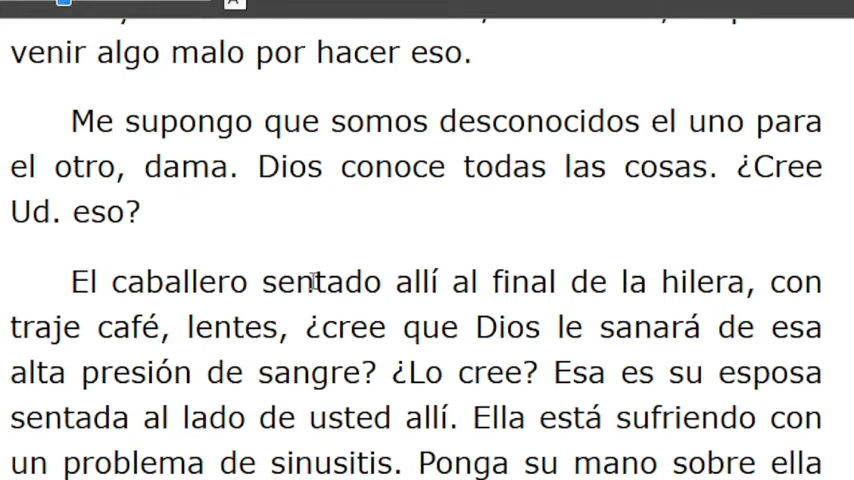 venir algo malo por hacer eso.
Me supongo que somos desconocidos el uno para
el otro, dama. Dios conoce todas las cosas. ¿Cree
Ud. eso?
El caballero sentado allí al final de la hilera, con
traje café, lentes, ¿cree que Dios le sanará de esa
alta presión de sangre? ¿Lo cree? Esa es su esposa
sentada al lado de usted allí. Ella está sufriendo con
un problema de sinusitis. Ponga su mano sobre ella